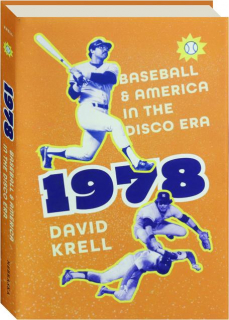 BASEBALL
& AMERICA
IN THE
DISCO ERA
1978
DAVID
KRELL
1978
BASEBALL & AMERICA
IN THE DISCO ERA